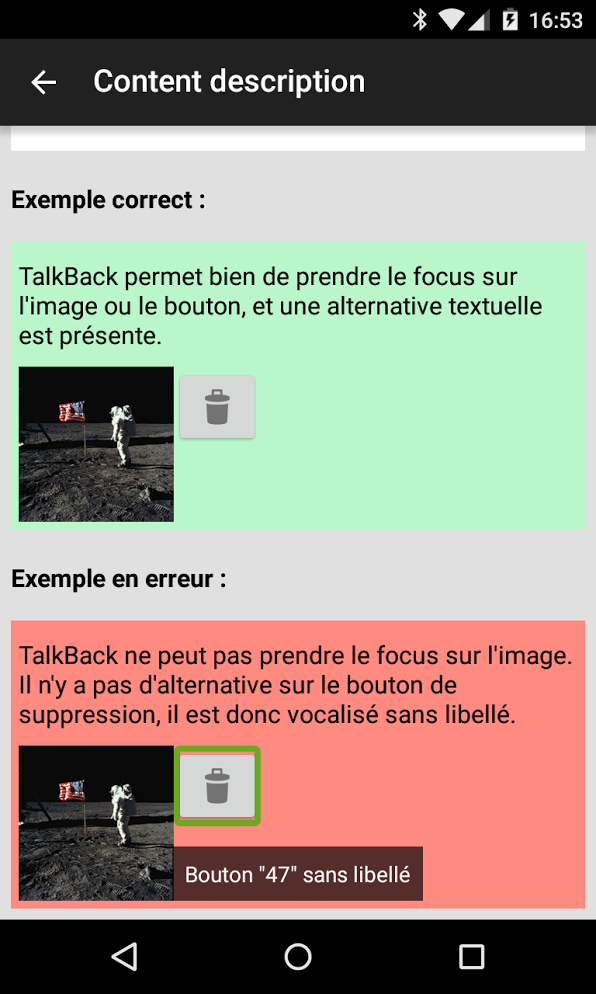 16:53
Content description
Exemple correct :
TalkBack permet bien de prendre le focus sur
l'image ou le bouton, et une alternative textuelle
est présente.
Exemple en erreur :
TalkBack ne peut pas prendre le focus sur l'image.
Il n'y a pas d'alternative sur le bouton de
suppression, il est donc vocalisé sans libellé.
Bouton "47" sans libellé